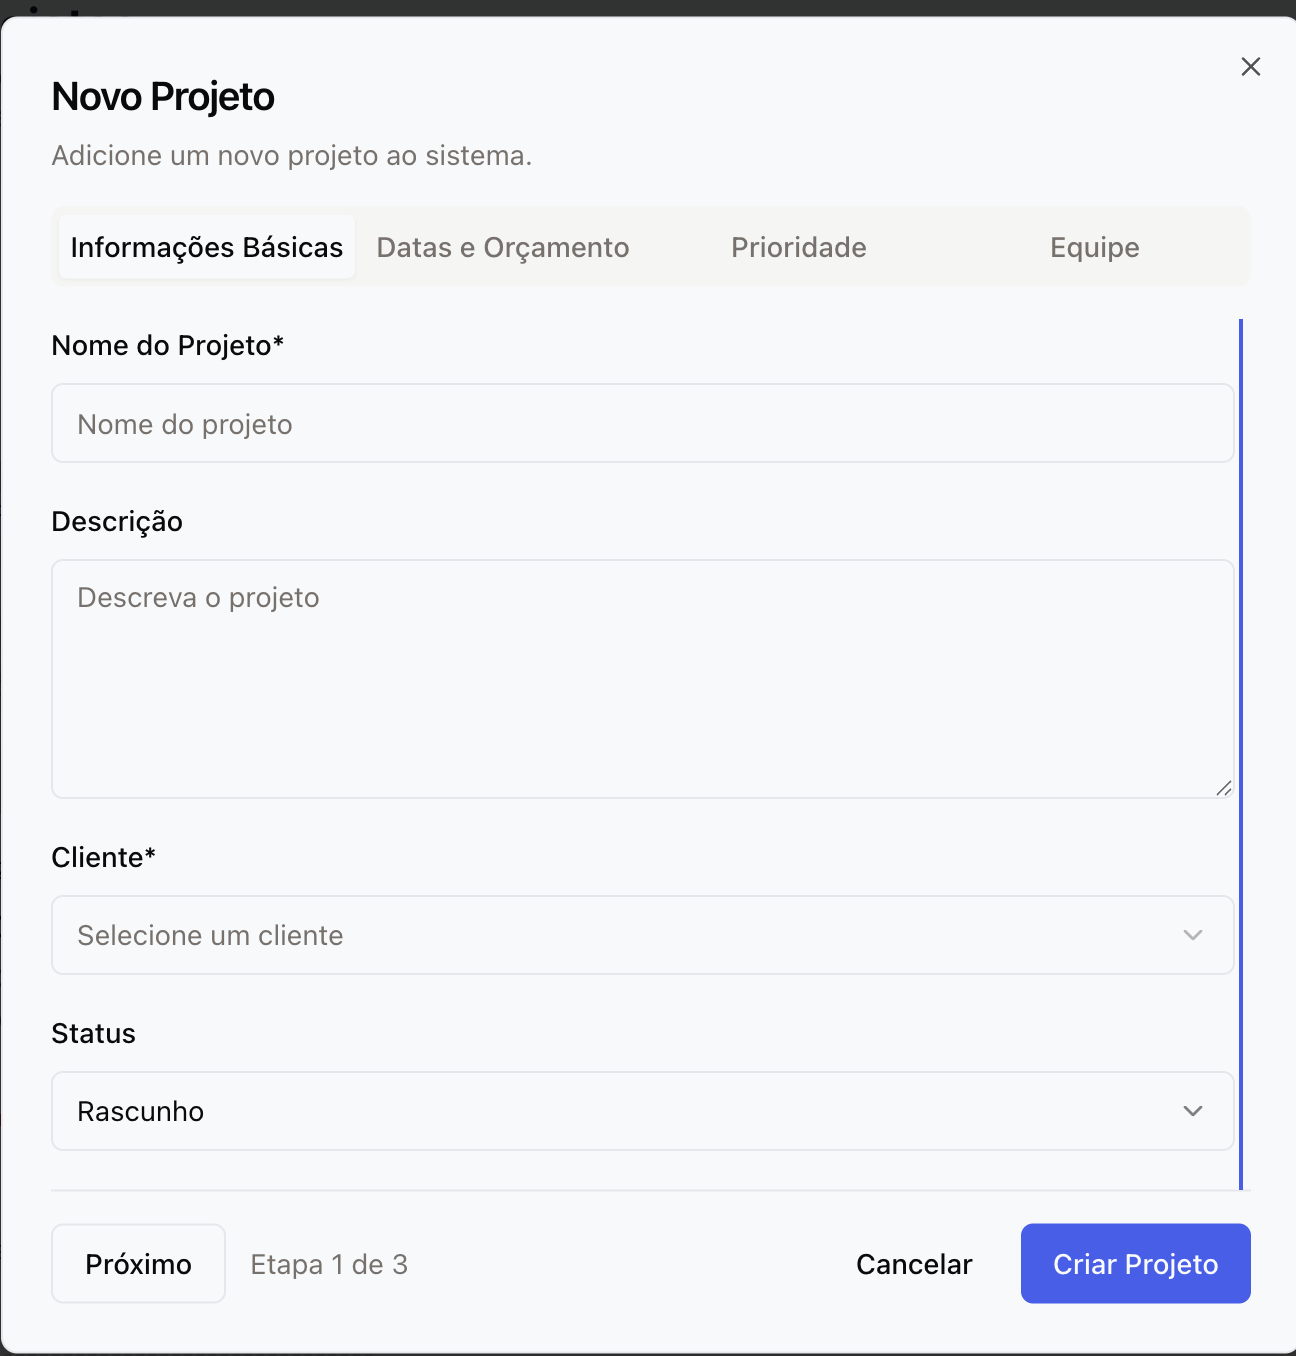 Novo Projeto
Adicione um novo projeto ao sistema.
Informações Básicas Datas e Orçamento Prioridade Equipe
Nome do Projeto*
Nome do projeto
Descrição
Descreva o projeto
Cliente*
Selecione um cliente
Status
Rascunho
Próximo Etapa 1 de 3 Cancelar Criar Projeto